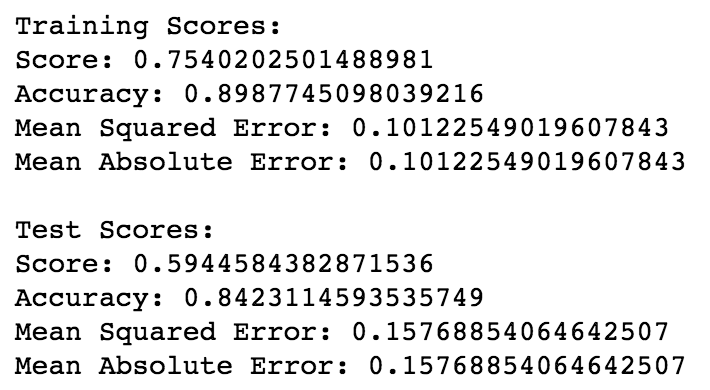 Training Scores:
Score: 0.7540202501488981
Accuracy: 0.8987745098039216
Mean Squared Error: 0.10122549019607843
Mean Absolute Error: 0.10122549019607843
Test Scores:
Score: 0.5944584382871536
Accuracy: 0.8423114593535749
Mean Squared Error: 0.15768854064642507
Mean Absolute Error: 0.15768854064642507